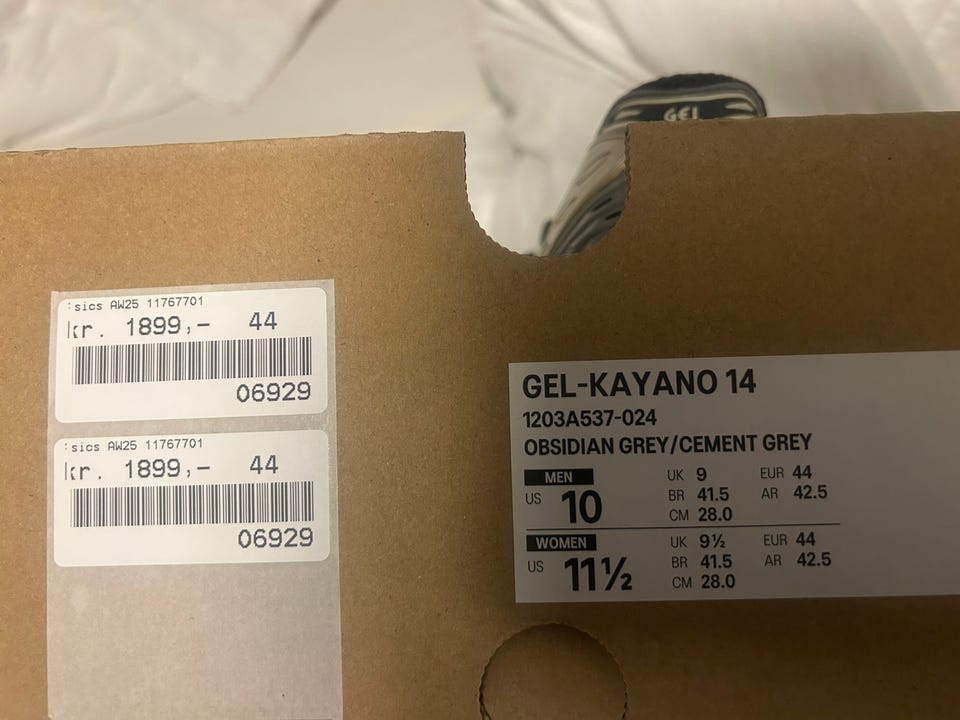 GEL
sics AW25 11767701
kr. 1899,- 44
06929
sics AW25 11767701
kr. 1899,- 44
06929
GEL-KAYANO 14
1203A537-024
OBSIDIAN GREY/CEMENT GREY
MEN
US 10
UK 9 EUR 44
BR 41.5 AR 42.5
CM 28.0
WOMEN
US 11½
UK 9½ EUR 44
BR 41.5 AR 42.5
CM 28.0